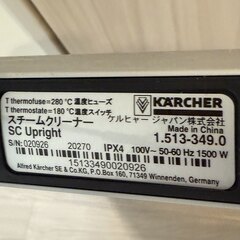 T thermofuse=280 ℃ 温度ヒューズ
T thermostate=180 ℃ 温度スイッチ
KÄRCHER
ケルヒャー ジャパン株式会社
スチームクリーナー
Made in China
SC Upright
1.513-349.0
S/N: 020926 20270 IPX4 100V~ 50-60 Hz 1500 W
15133490020926
Alfred Kärcher SE & Co.KG, P.O.Box 160, 71349 Winnenden, Germany